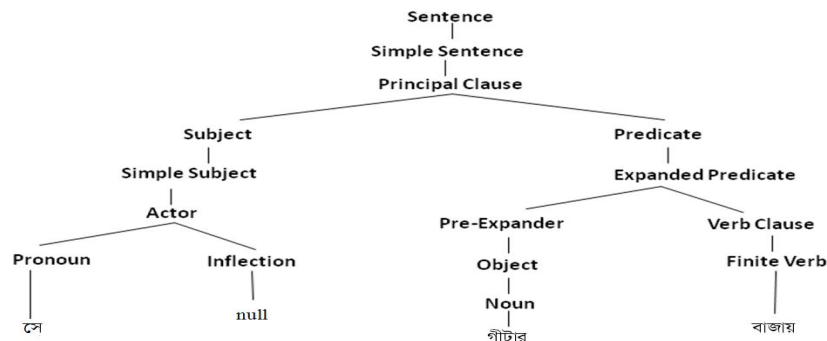 Sentence
Simple Sentence
Principal Clause
Subject Predicate
Simple Subject Expanded Predicate
Actor Pre-Expander Verb Clause
Pronoun Inflection Object Finite Verb
Noun
সে null গীটার বাজায়